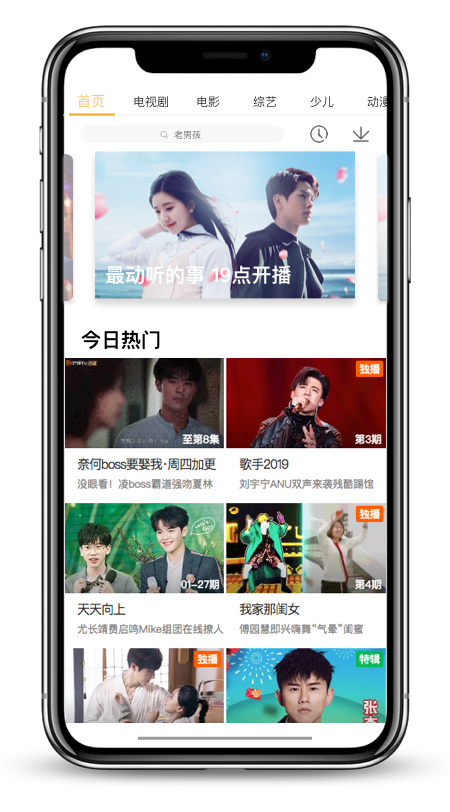 首页 电视剧 电影 综艺 少儿 动漫
老男孩
最动听的事 19点开播
今日热门
芒果tv
独播
至第8集
第3期
奈何boss要娶我·周四加更
歌手2019
没眼看！凌boss霸道强吻夏林
刘宇宁ANU双声来袭残酷踢馆
独播
Let's Go!
01-27期
第4期
天天向上
我家那闺女
尤长靖费启鸣Mike组团在线撩人
傅园慧即兴嗨舞“气晕”闺蜜
独播
特辑
张